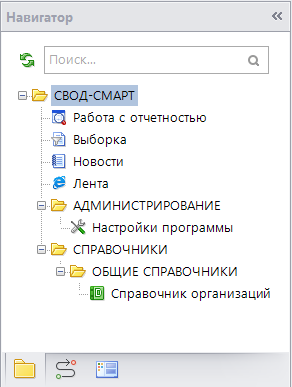 Навигатор
Поиск...
СВОД-СМАРТ
Работа с отчетностью
Выборка
Новости
Лента
АДМИНИСТРИРОВАНИЕ
Настройки программы
СПРАВОЧНИКИ
ОБЩИЕ СПРАВОЧНИКИ
Справочник организаций